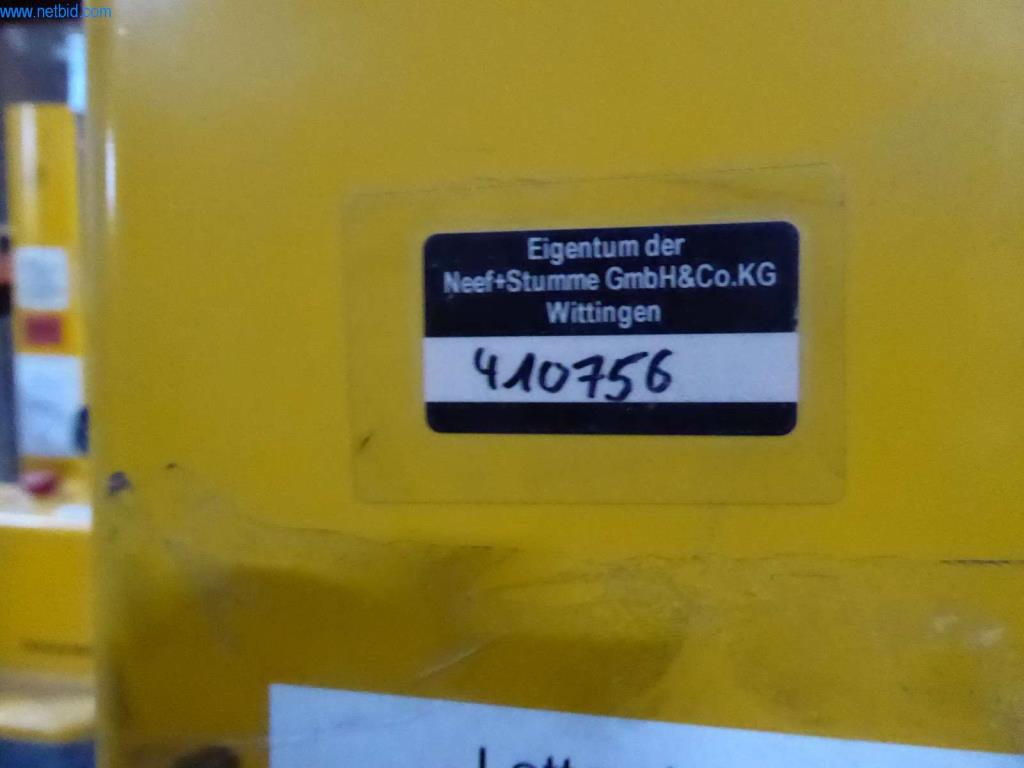 www.netbid.com
Eigentum der
Neef+Stumme GmbH&Co.KG
Wittingen
410756